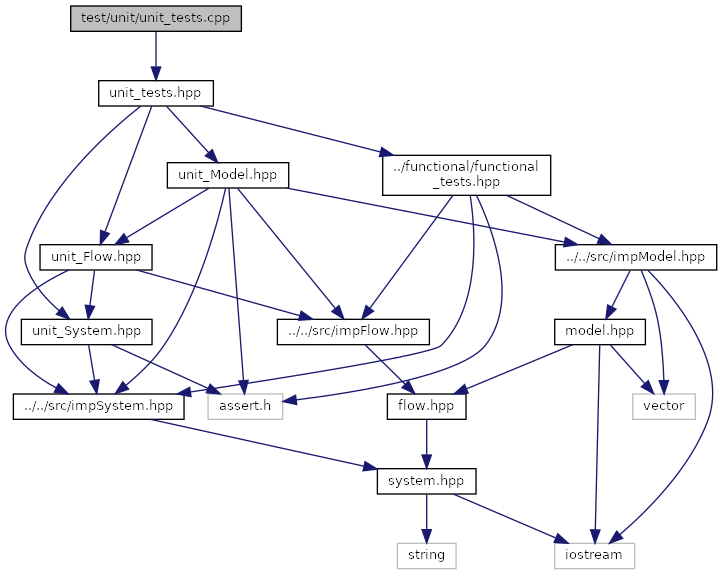 test/unit/unit_tests.cpp
unit_tests.hpp
unit_Model.hpp
../functional/functional
_tests.hpp
unit_Flow.hpp
../../src/impModel.hpp
unit_System.hpp
../../src/impFlow.hpp
model.hpp
../../src/impSystem.hpp
assert.h
flow.hpp
vector
system.hpp
string
iostream